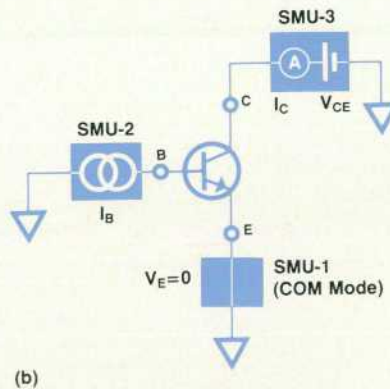 SMU-3
A
C
I_C V_CE
SMU-2
B
I_B
E
V_E=0
SMU-1
(COM Mode)
(b)